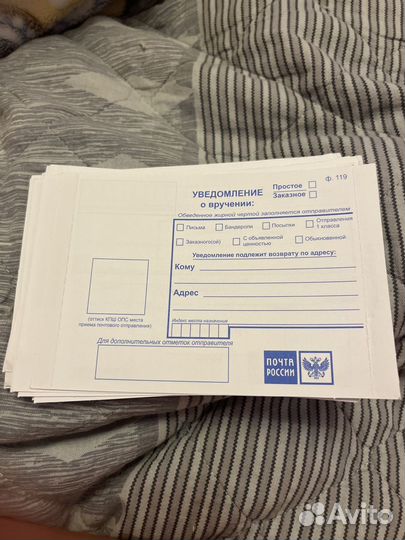 Ф. 119
УВЕДОМЛЕНИЕ
о вручении:
Простое
Заказное
Обведенное жирной чертой заполняется отправителем
Письма
Бандероли
Посылки
Отправления
1 класса
Заказного(ой)
С объявленной
ценностью
Обыкновенной
Уведомление подлежит возврату по адресу:
Кому
Адрес
(оттиск КПШ ОПС места
приема почтового отправления)
Индекс места назначения
Для дополнительных отметок отправителя
ПОЧТА
РОССИИ
Avito